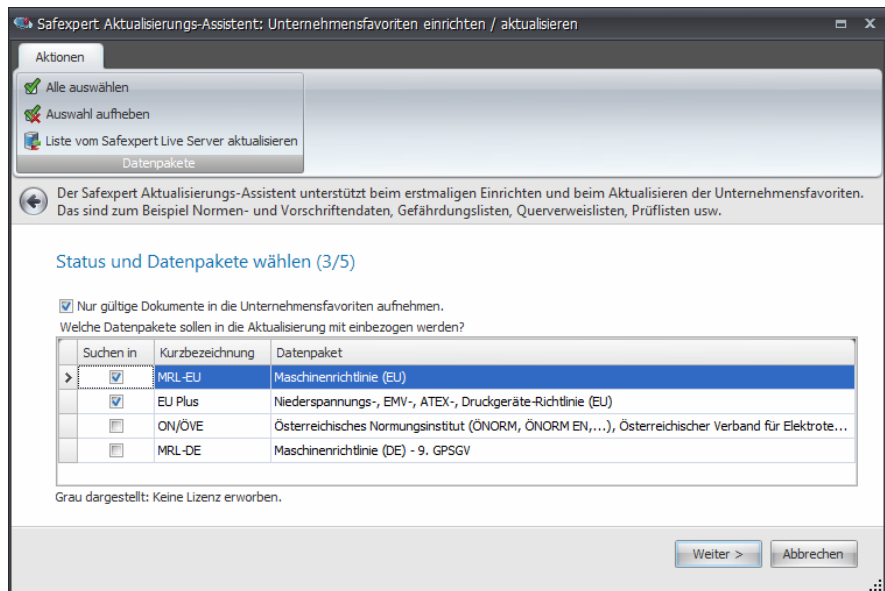 Safexpert Aktualisierungs-Assistent: Unternehmensfavoriten einrichten / aktualisieren
Aktionen
Alle auswählen
Auswahl aufheben
Liste vom Safexpert Live Server aktualisieren
Datenpakete
Der Safexpert Aktualisierungs-Assistent unterstützt beim erstmaligen Einrichten und beim Aktualisieren der Unternehmensfavoriten.
Das sind zum Beispiel Normen- und Vorschriftendaten, Gefährdungslisten, Querverweislisten, Prüflisten usw.
Status und Datenpakete wählen (3/5)
Nur gültige Dokumente in die Unternehmensfavoriten aufnehmen.
Welche Datenpakete sollen in die Aktualisierung mit einbezogen werden?
Suchen in Kurzbezeichnung Datenpaket
MRL-EU Maschinenrichtlinie (EU)
EU Plus Niederspannungs-, EMV-, ATEX-, Druckgeräte-Richtlinie (EU)
ON/ÖVE Österreichisches Normungsinstitut (ÖNORM, ÖNORM EN,...), Österreichischer Verband für Elektrote...
MRL-DE Maschinenrichtlinie (DE) - 9. GPSGV
Grau dargestellt: Keine Lizenz erworben.
Weiter > Abbrechen